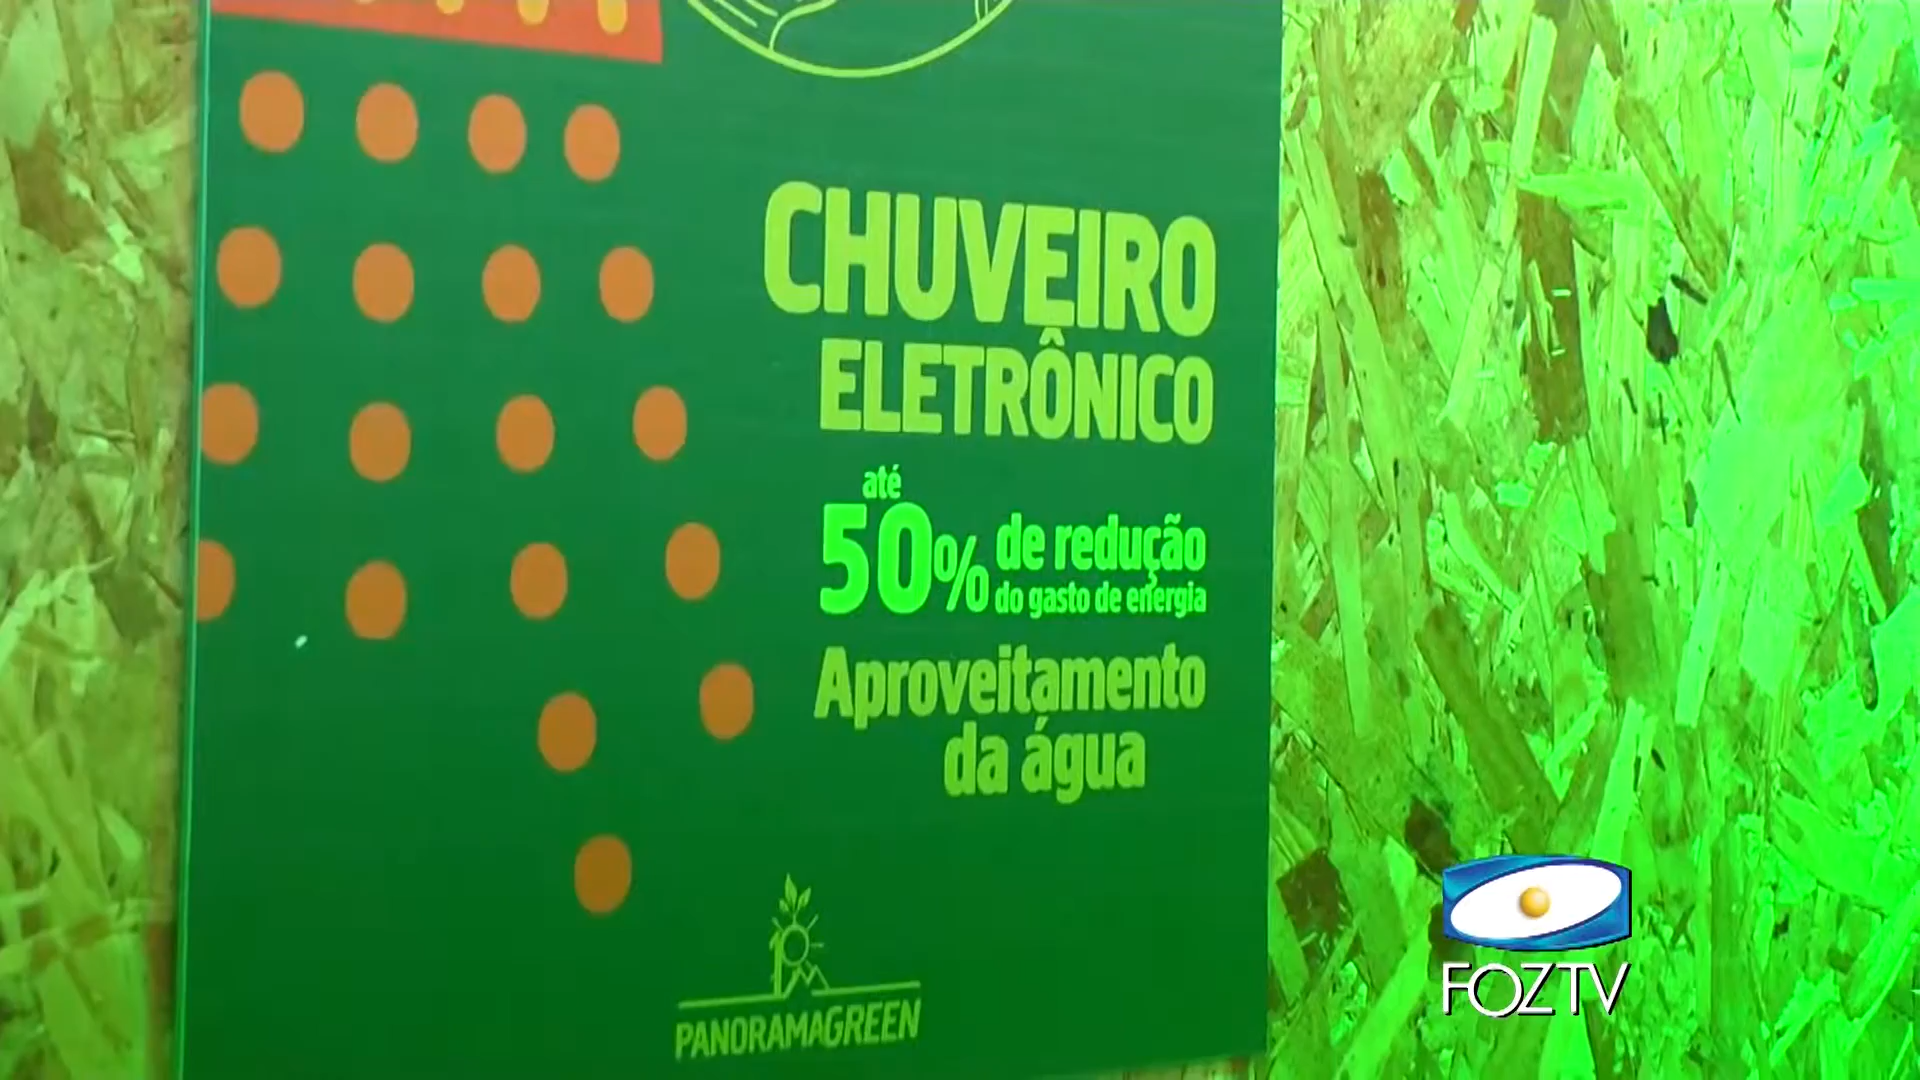 CHUVEIRO
ELETRÔNICO
até
50% de redução
do gasto de energia
Aproveitamento
da água
PANORAMAGREEN
FOZTV